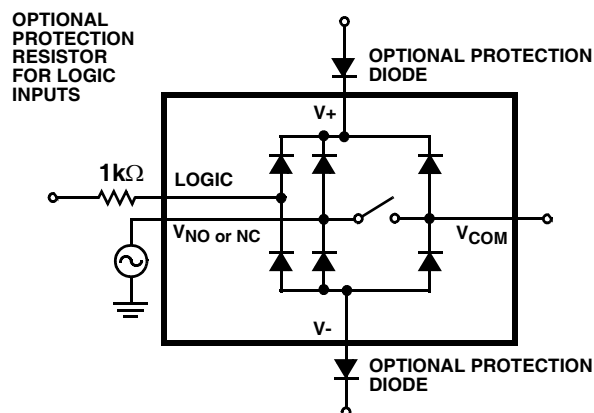 OPTIONAL
PROTECTION
RESISTOR
FOR LOGIC
INPUTS
OPTIONAL PROTECTION
DIODE
V+
1kΩ
LOGIC
VNO or NC
VCOM
V-
OPTIONAL PROTECTION
DIODE